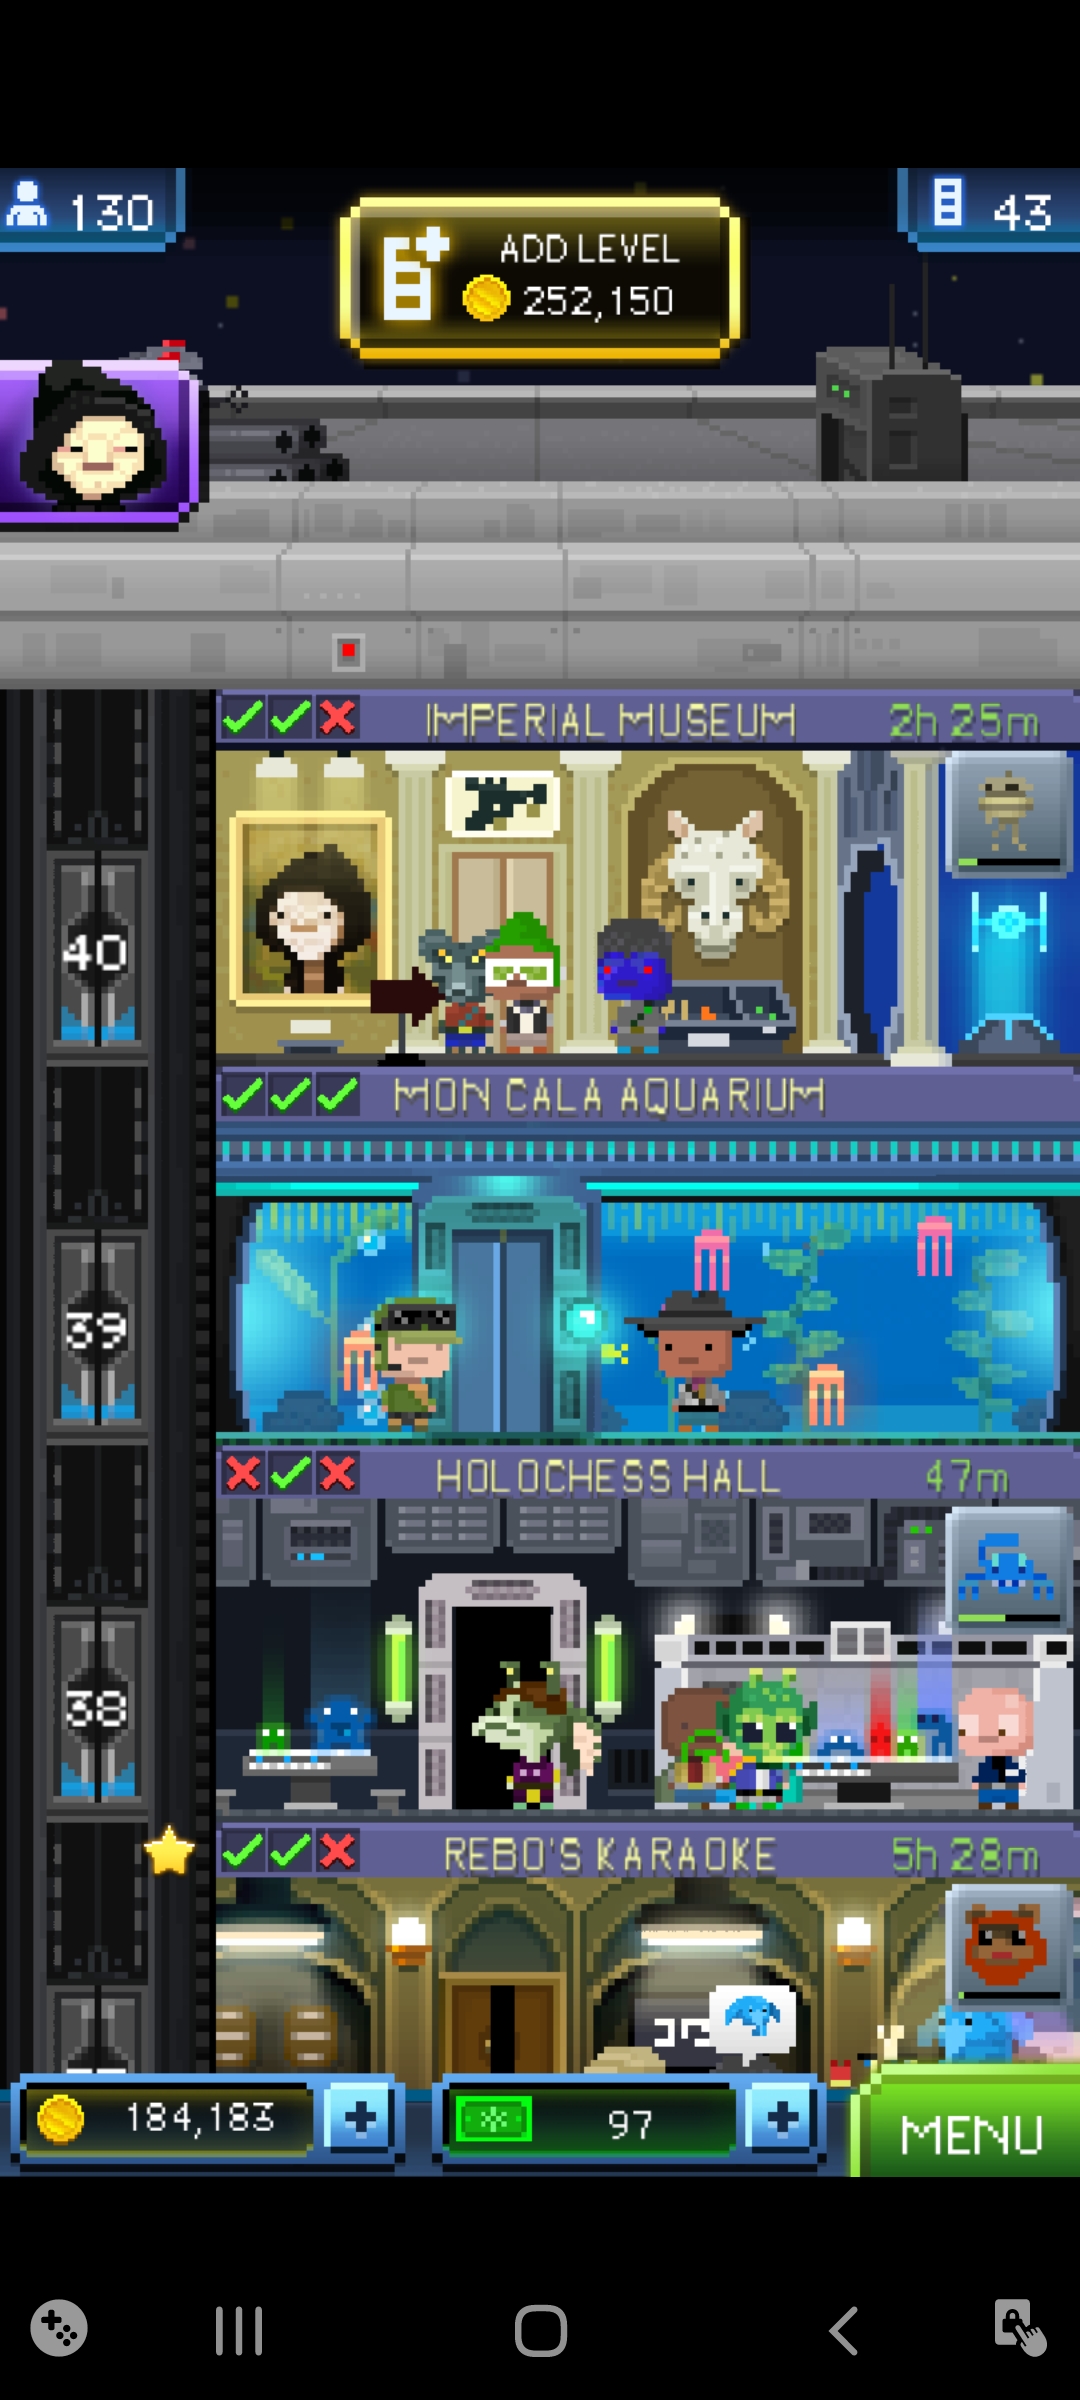 130
ADD LEVEL
252,150
43
IMPERIAL MUSEUM 2h 25m
40
MON CALA AQUARIUM
39
HOLOCHESS HALL 47m
38
REBO'S KARAOKE 5h 28m
184,183
97
MENU